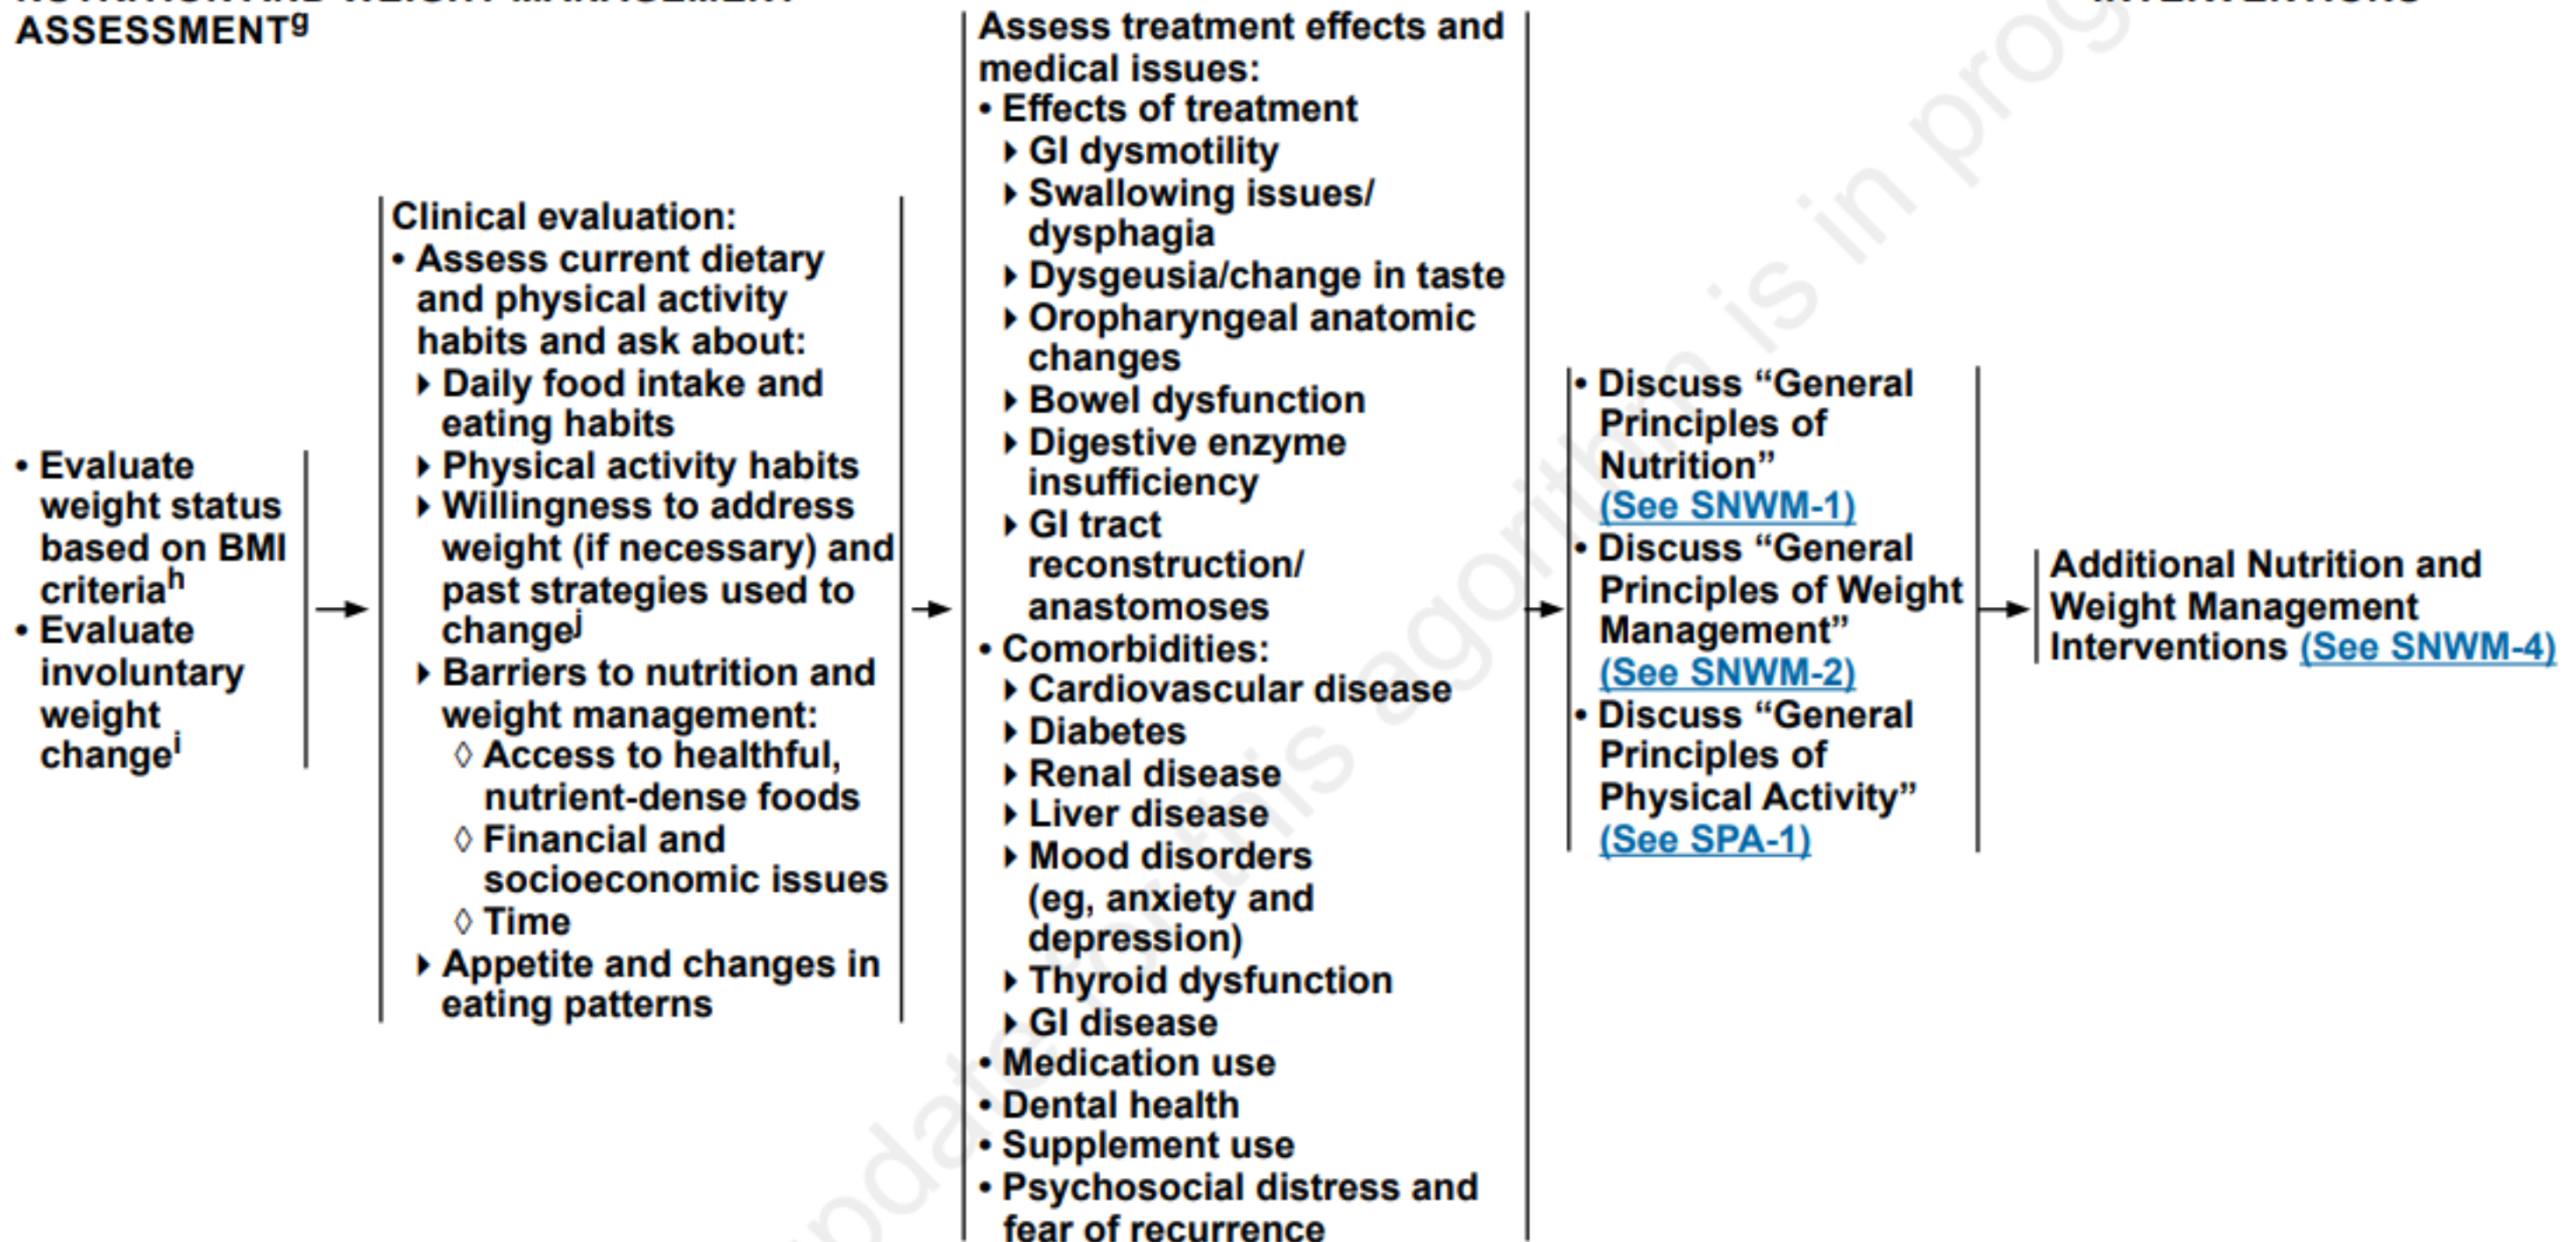 ASSESSMENTg
• Evaluate
weight status
based on BMI
criteriah
• Evaluate
involuntary
weight
changei
Clinical evaluation:
• Assess current dietary
and physical activity
habits and ask about:
▸ Daily food intake and
eating habits
▸ Physical activity habits
▸ Willingness to address
weight (if necessary) and
past strategies used to
changej
▸ Barriers to nutrition and
weight management:
◊ Access to healthful,
nutrient-dense foods
◊ Financial and
socioeconomic issues
◊ Time
▸ Appetite and changes in
eating patterns
Assess treatment effects and
medical issues:
• Effects of treatment
▸ GI dysmotility
▸ Swallowing issues/
dysphagia
▸ Dysgeusia/change in taste
▸ Oropharyngeal anatomic
changes
▸ Bowel dysfunction
▸ Digestive enzyme
insufficiency
▸ GI tract
reconstruction/
anastomoses
• Comorbidities:
▸ Cardiovascular disease
▸ Diabetes
▸ Renal disease
▸ Liver disease
▸ Mood disorders
(eg, anxiety and
depression)
▸ Thyroid dysfunction
▸ GI disease
• Medication use
• Dental health
• Supplement use
• Psychosocial distress and
fear of recurrence
• Discuss “General
Principles of
Nutrition”
(See SNWM-1)
• Discuss “General
Principles of Weight
Management”
(See SNWM-2)
• Discuss “General
Principles of
Physical Activity”
(See SPA-1)
Additional Nutrition and
Weight Management
Interventions (See SNWM-4)
update for this agorithm is in prog